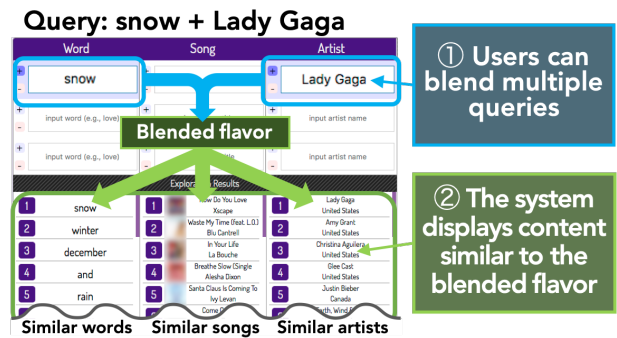 Query: snow + Lady Gaga
Word Song Artist
+ snow + + Lady Gaga
- - -
① Users can
blend multiple
queries
+ input word (e.g., love) + + input artist name
- - -
Blended flavor
+ input word (e.g., love) + + input artist name
- - -
Results
1 snow 1 How Do You Love 1 Lady Gaga
Xscape United States
2 winter 2 Waste My Time (feat. L.O.) 2 Amy Grant
Blu Cantrell United States
3 december 3 In Your Life 3 Christina Aguilera
La Bouche United States
4 and 4 Breathe Slow (Single 4 Glee Cast
Alesha Dixon United States
5 rain 5 Santa Claus Is Coming To 5 Justin Bieber
Ivy Levan Canada
Come
Similar words Similar songs Similar artists
② The system
displays content
similar to the
blended flavor